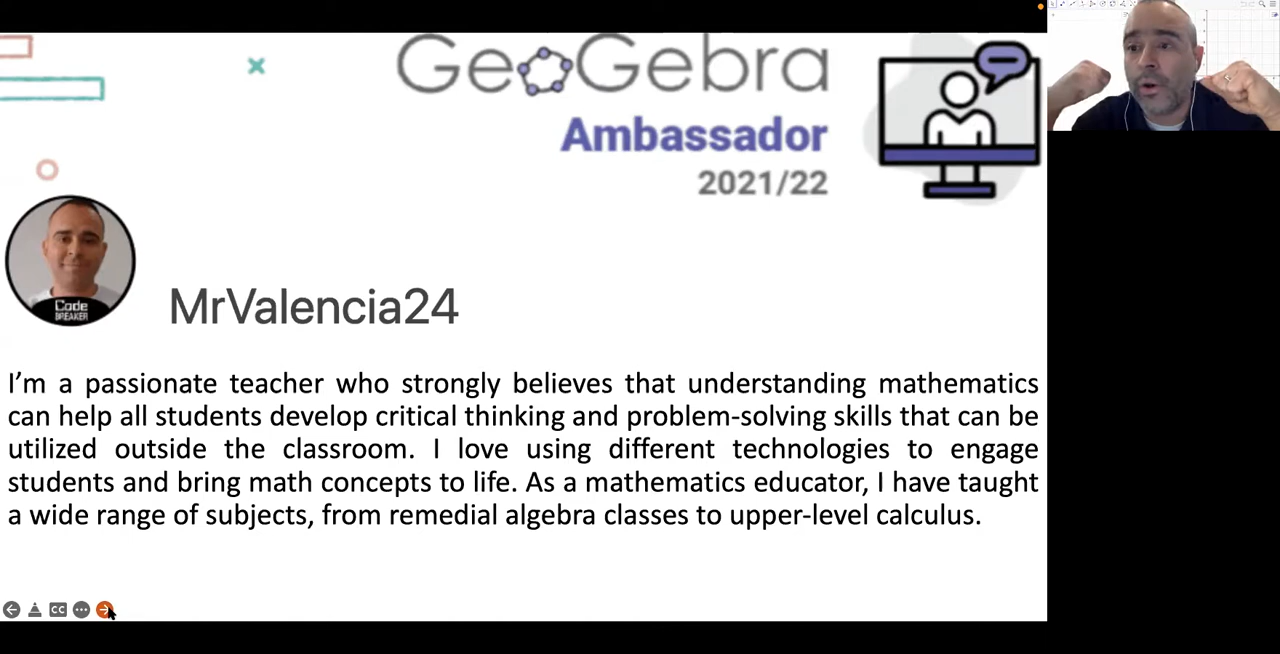 GeoGebra
Ambassador
2021/22
Code
BREAKER
MrValencia24
I’m a passionate teacher who strongly believes that understanding mathematics
can help all students develop critical thinking and problem-solving skills that can be
utilized outside the classroom. I love using different technologies to engage
students and bring math concepts to life. As a mathematics educator, I have taught
a wide range of subjects, from remedial algebra classes to upper-level calculus.
CC